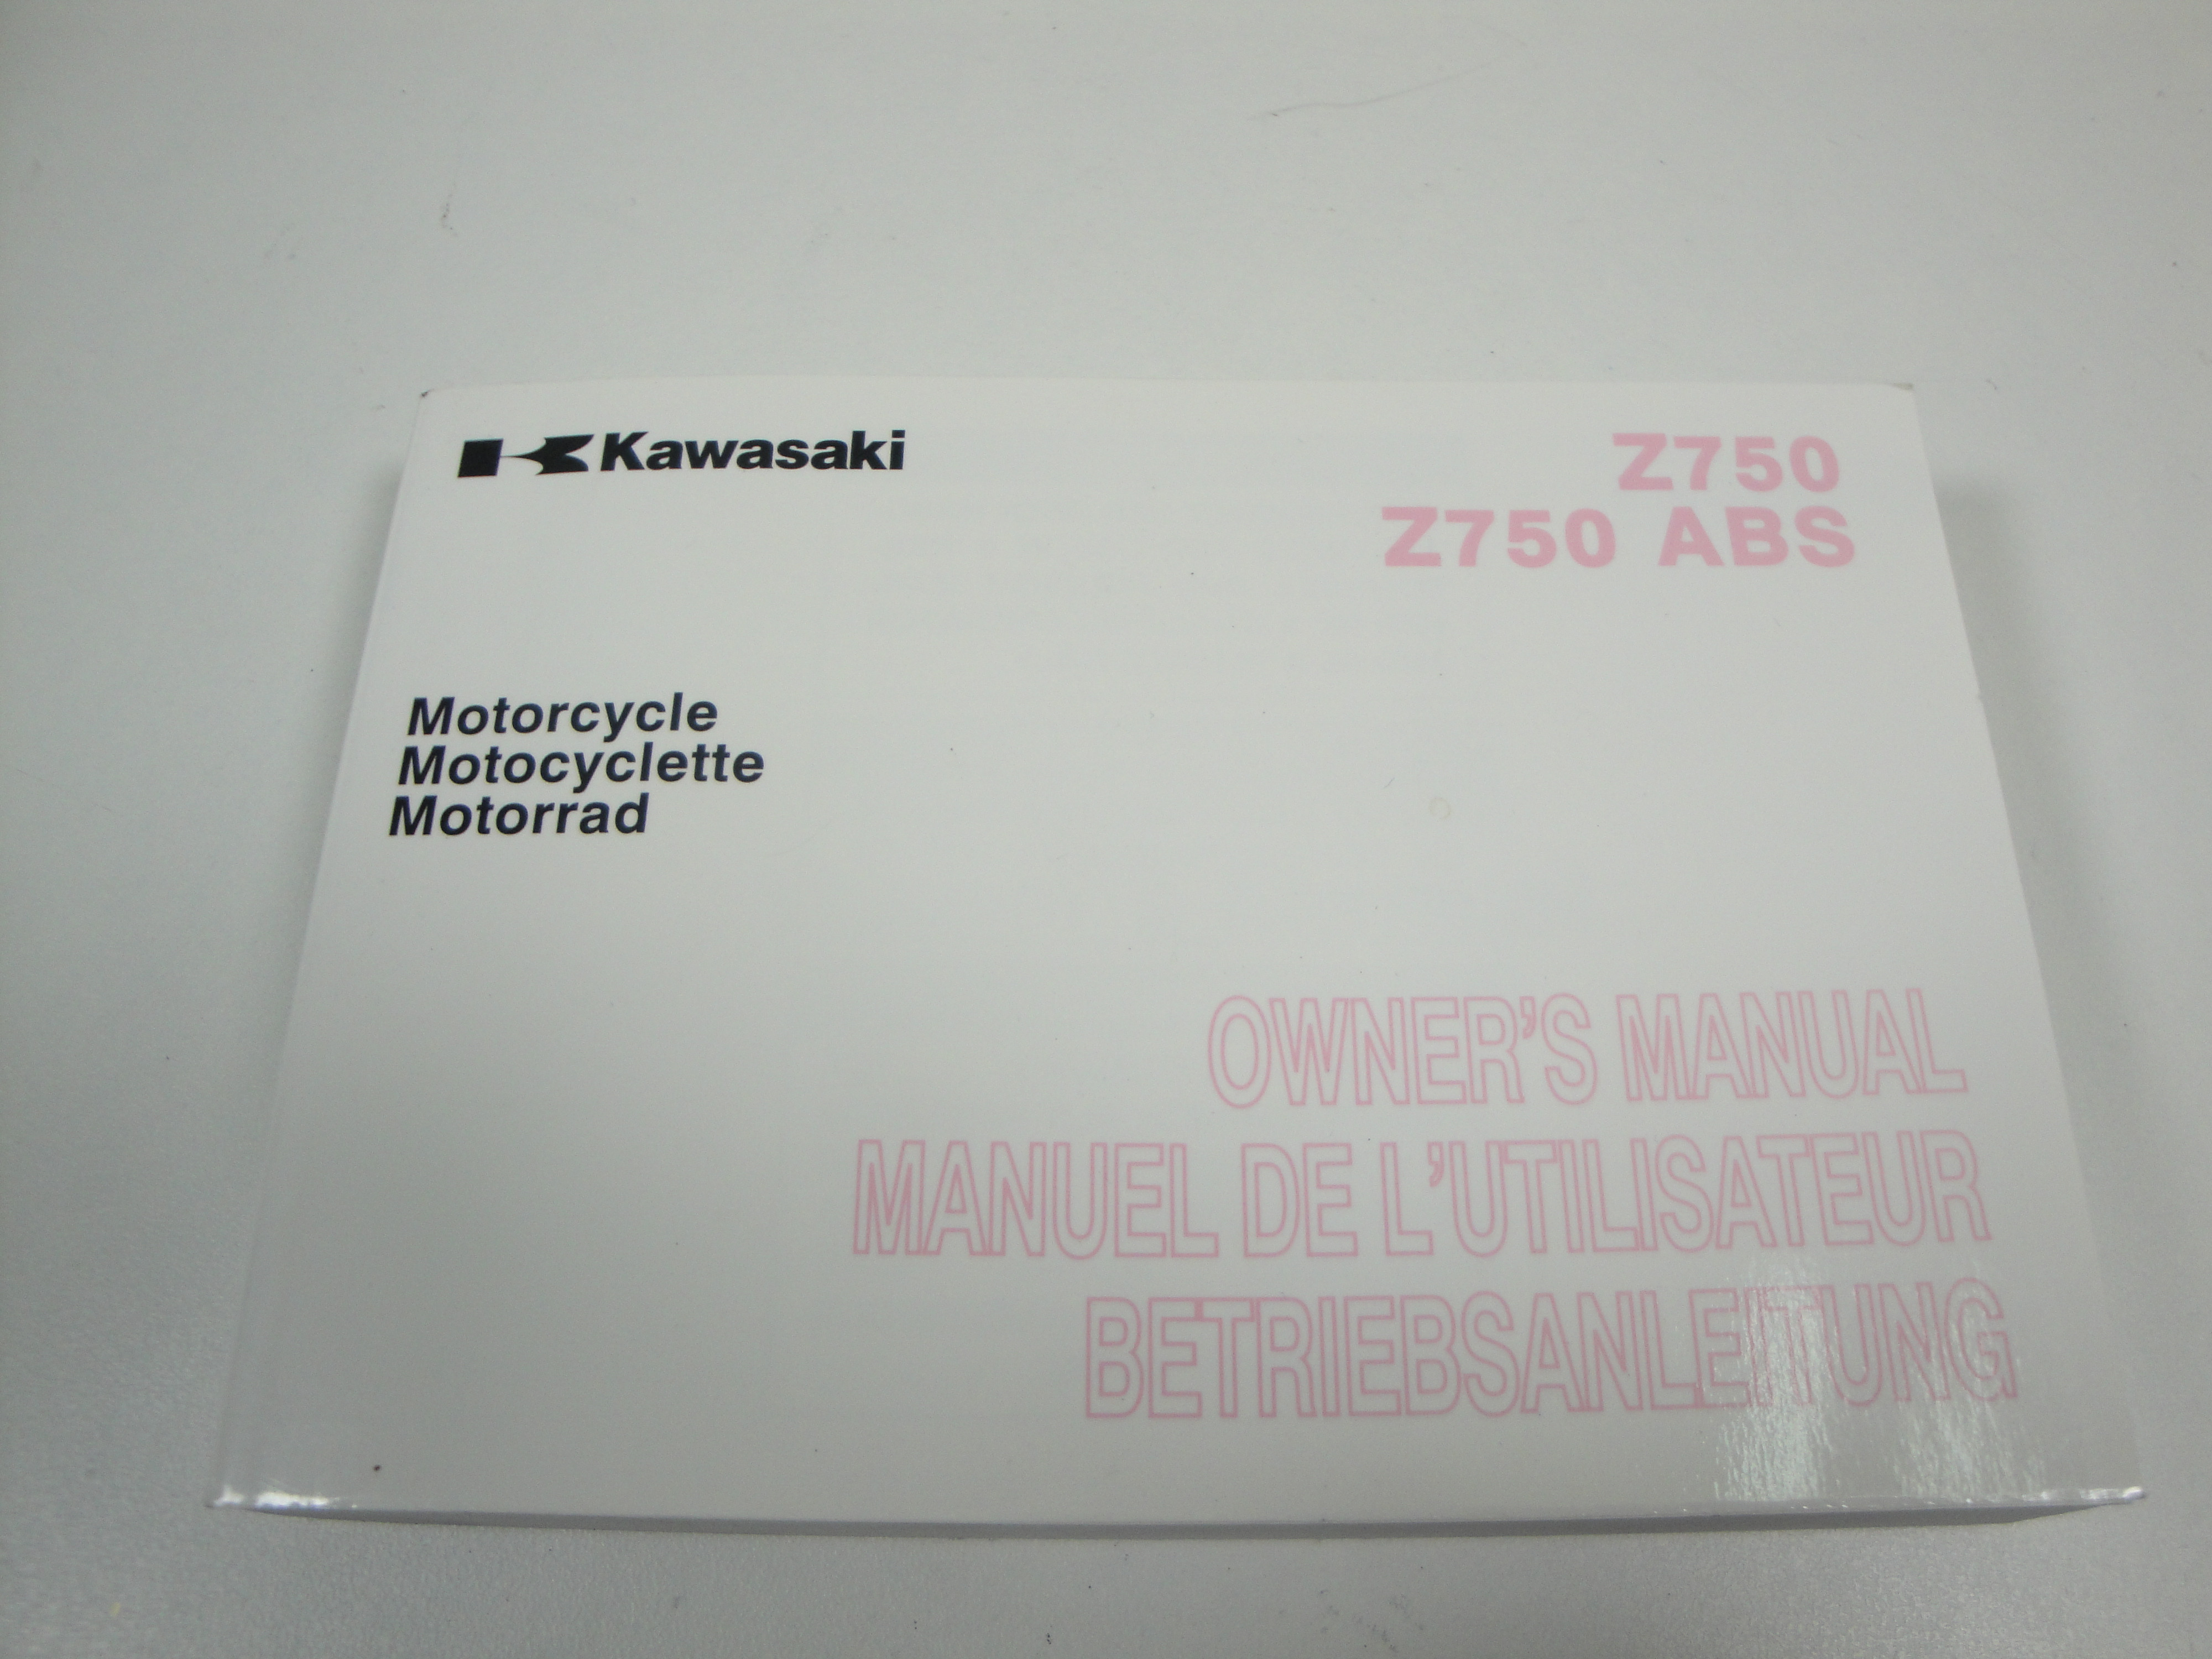 Kawasaki
Z750
Z750 ABS
Motorcycle
Motocyclette
Motorrad
OWNER'S MANUAL
MANUEL DE L'UTILISATEUR
BETRIEBSANLEITUNG